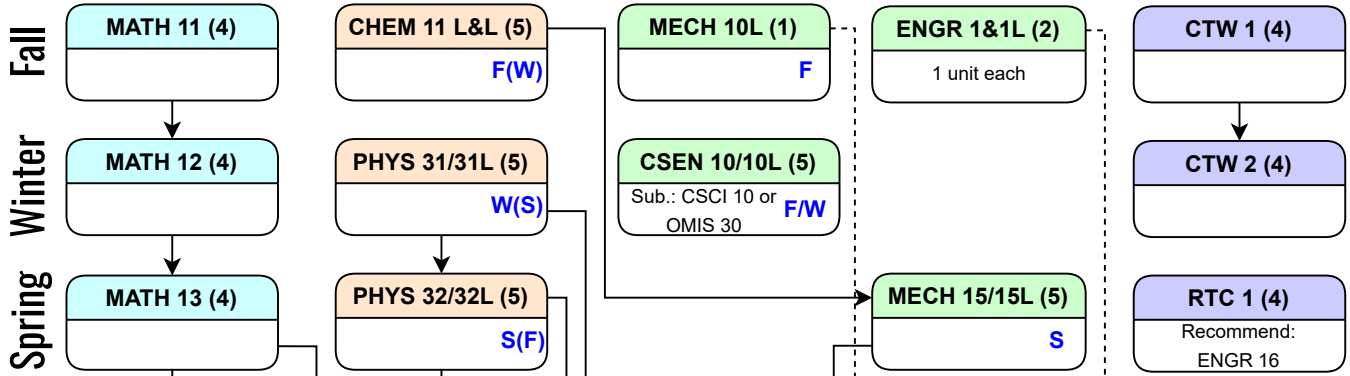 Fall
MATH 11 (4)
CHEM 11 L&L (5)
F(W)
MECH 10L (1)
F
ENGR 1&1L (2)
1 unit each
CTW 1 (4)
Winter
MATH 12 (4)
PHYS 31/31L (5)
W(S)
CSEN 10/10L (5)
Sub.: CSCI 10 or
OMIS 30
F/W
CTW 2 (4)
Spring
MATH 13 (4)
PHYS 32/32L (5)
S(F)
MECH 15/15L (5)
S
RTC 1 (4)
Recommend:
ENGR 16